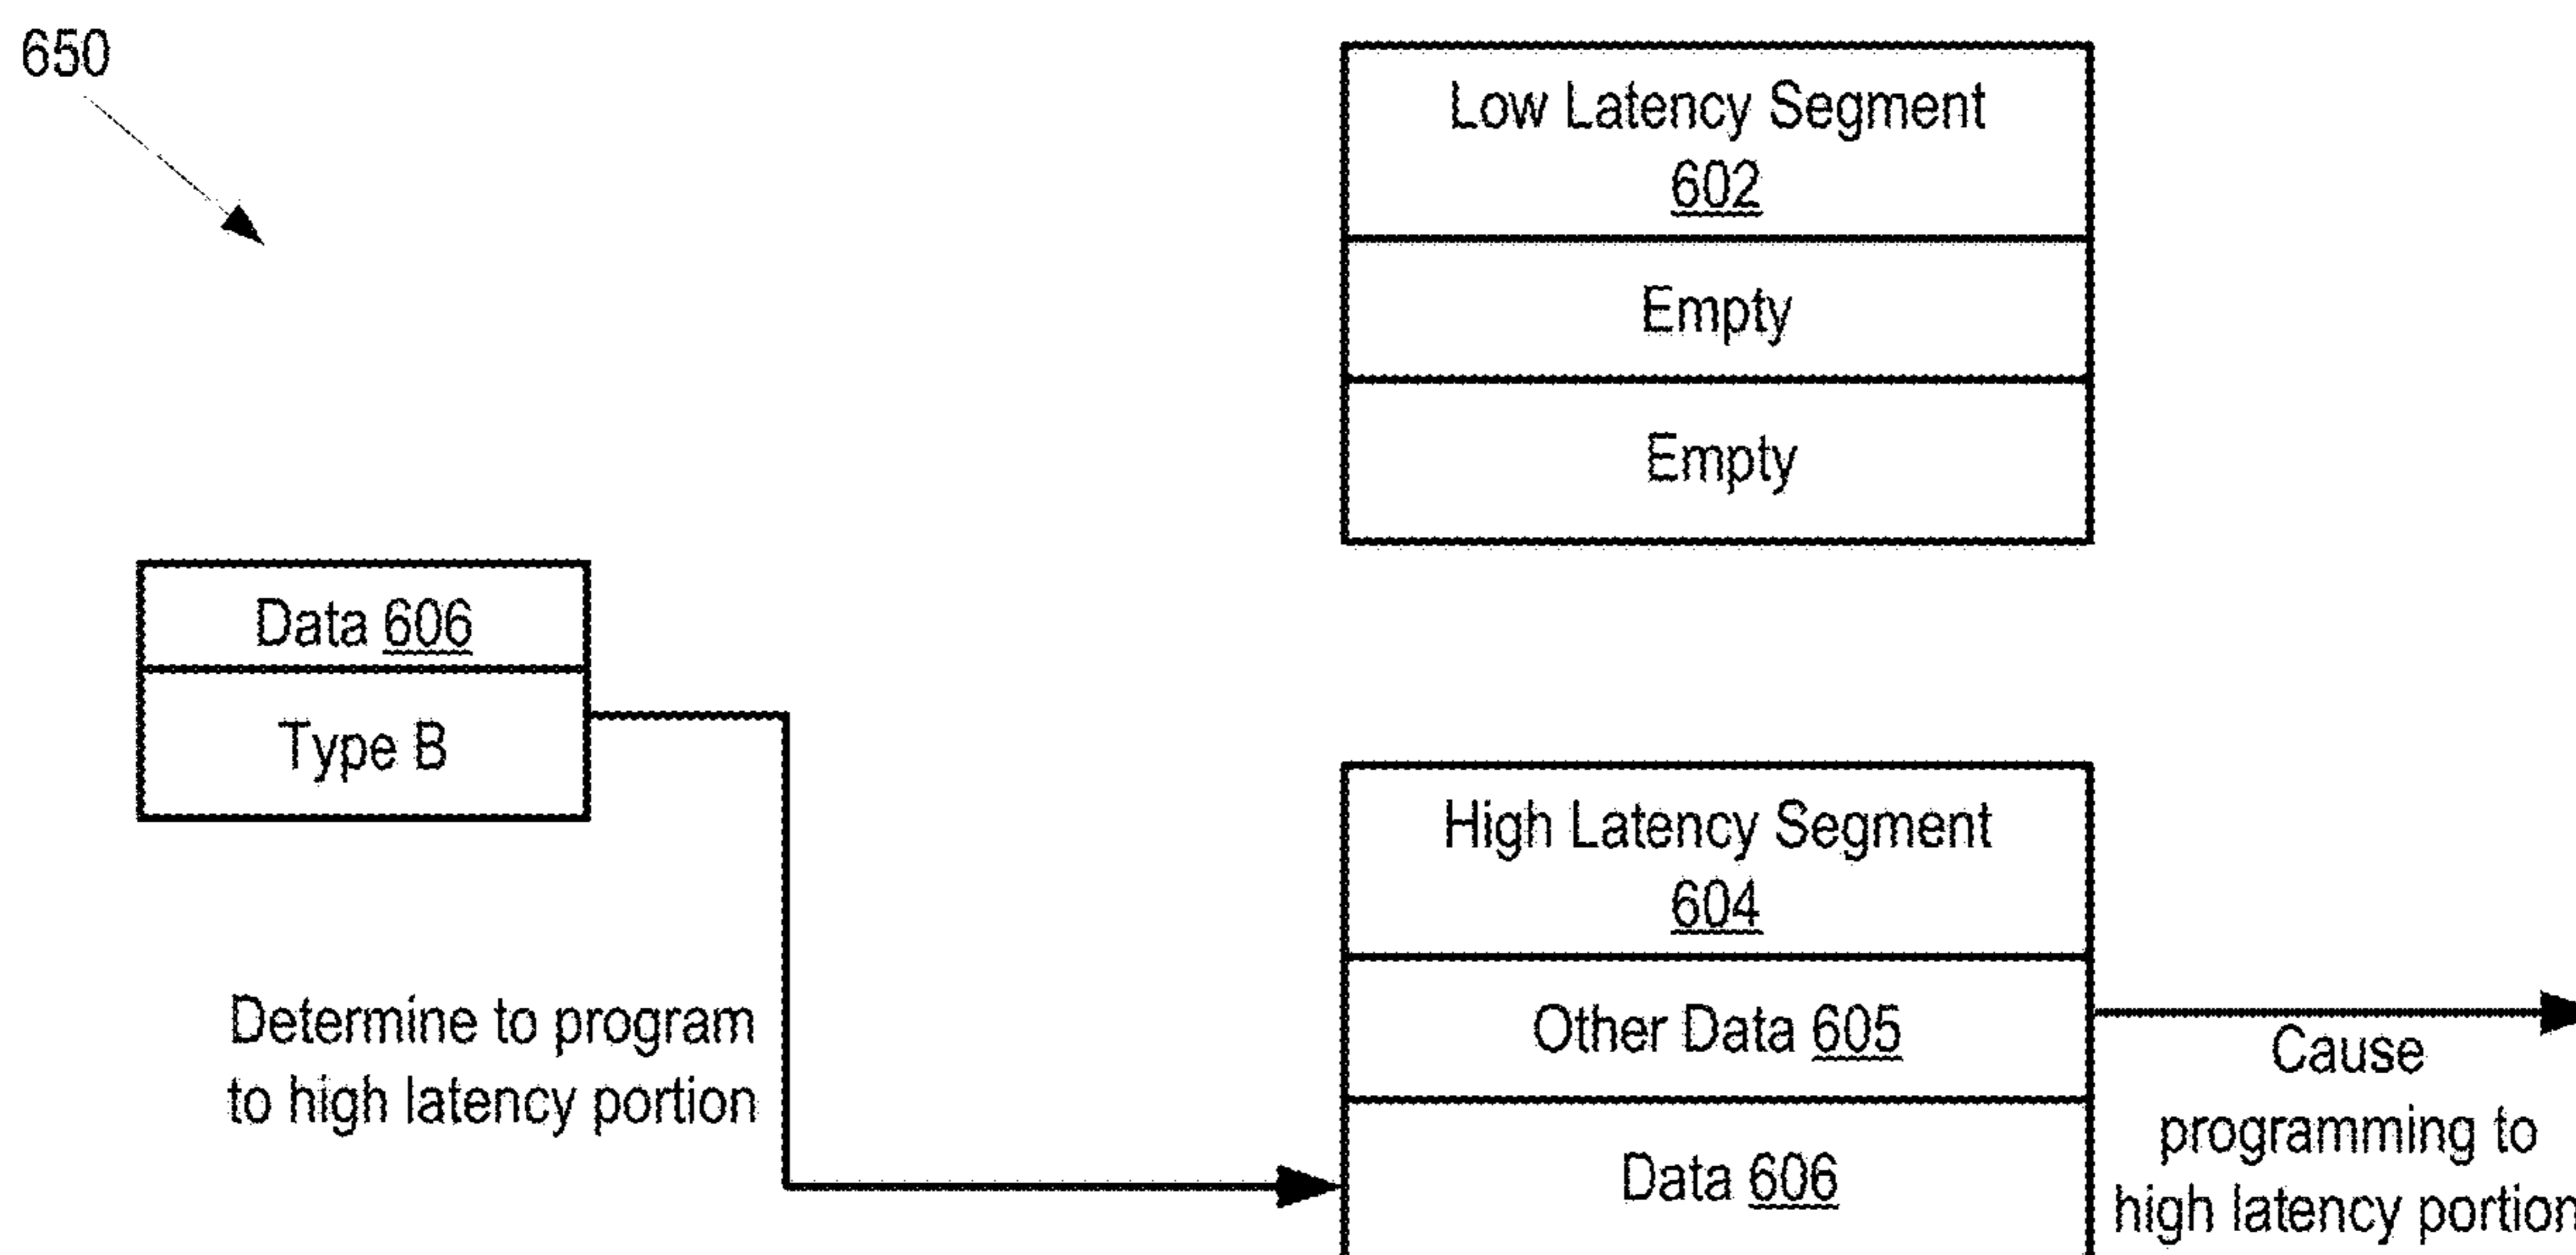 650
Low Latency Segment
602
Empty
Empty
Data 606
Type B
High Latency Segment
604
Other Data 605
Data 606
Determine to program
to high latency portion
Cause
programming to
high latency portion